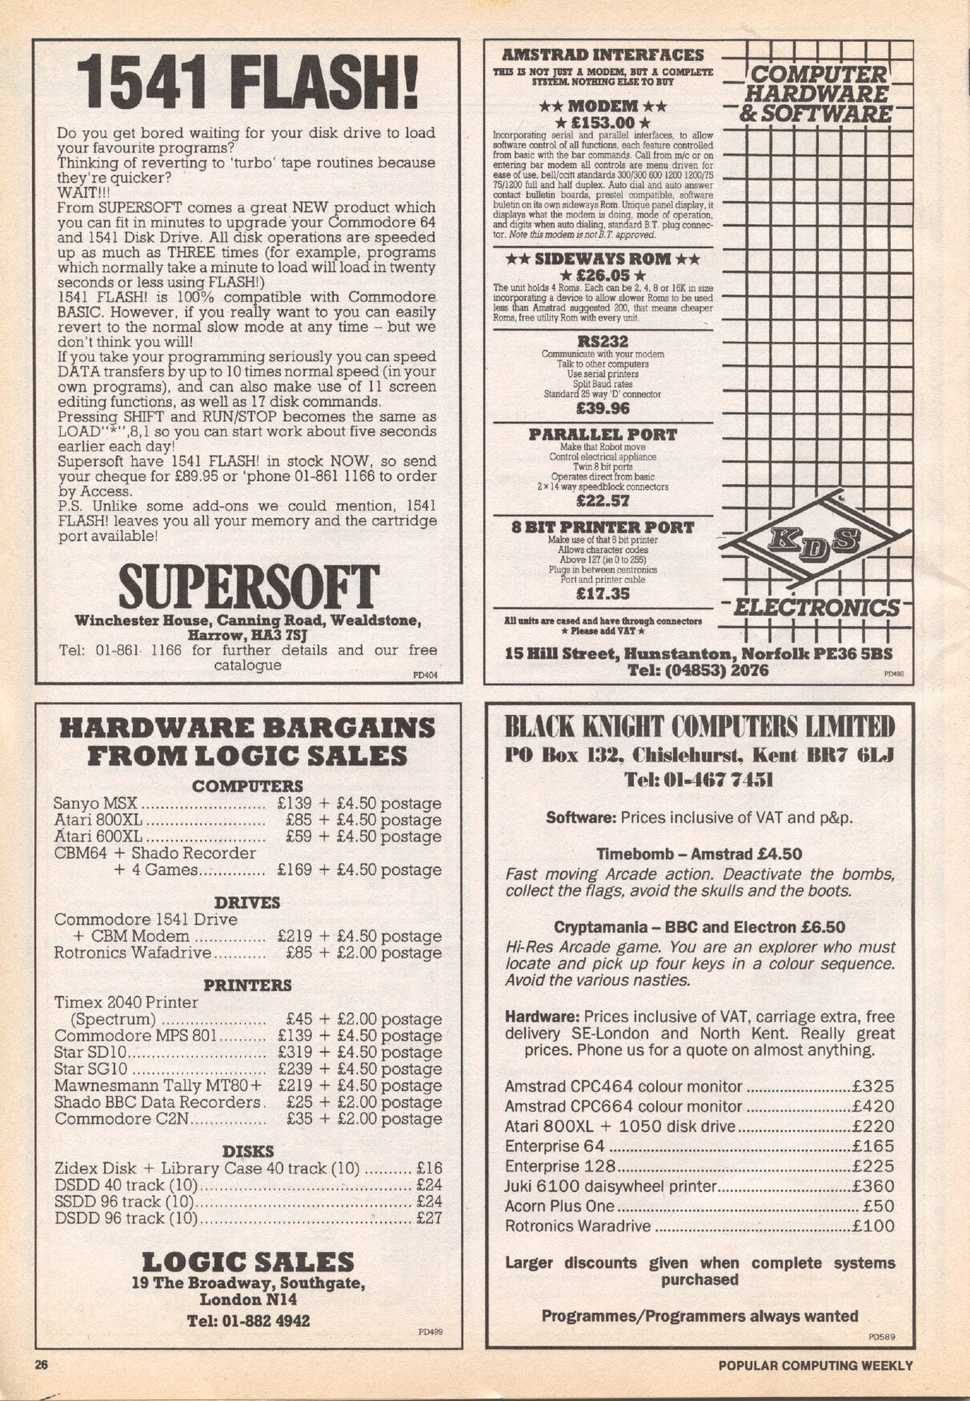 1541 FLASH!
Do you get bored waiting for your disk drive to load
your favourite programs?
Thinking of reverting to 'turbo' tape routines because
they're quicker?
WAIT!!!
From SUPERSOFT comes a great NEW product which
you can fit in minutes to upgrade your Commodore 64
and 1541 Disk Drive. All disk operations are speeded
up as much as THREE times (for example, programs
which normally take a minute to load will load in twenty
seconds or less using FLASH!)
1541 FLASH! is 100% compatible with Commodore
BASIC. However, if you really want to you can easily
revert to the normal slow mode at any time – but we
don't think you will!
If you take your programming seriously you can speed
DATA transfers by up to 10 times normal speed (in your
own programs), and can also make use of 11 screen
editing functions, as well as 17 disk commands.
Pressing SHIFT and RUN/STOP becomes the same as
LOAD"*",8,1 so you can start work about five seconds
earlier each day!
Supersoft have 1541 FLASH! in stock NOW, so send
your cheque for £89.95 or 'phone 01-861 1166 to order
by Access.
P.S. Unlike some add-ons we could mention, 1541
FLASH! leaves you all your memory and the cartridge
port available!
SUPERSOFT
Winchester House, Canning Road, Wealdstone,
Harrow, HA3 7SJ
Tel: 01-861 1166 for further details and our free
catalogue
PD404
AMSTRAD INTERFACES
THIS IS NOT JUST A MODEM, BUT A COMPLETE
SYSTEM. NOTHING ELSE TO BUY
★★ MODEM ★★
★ £153.00 ★
Incorporating serial and parallel interfaces, to allow
software control of all functions, each feature controlled
from basic with the bar commands. Call from m/c or on
entering bar modem all controls are menu driven for
ease of use, bell/ccitt standards 300/300 600 1200 1200/75
75/1200 full and half duplex. Auto dial and auto answer
contact bulletin boards, prestel compatible, software
buletin on its own sideways Rom. Unique panel display, it
displays what the modem is doing, mode of operation,
and digits when auto dialing, standard B.T. plug connec-
tor. Note this modem is not B.T. approved.
★★ SIDEWAYS ROM ★★
★ £26.05 ★
The unit holds 4 Roms. Each can be 2, 4, 8 or 16K in size
incorporating a device to allow slower Roms to be used
less than Amstrad suggested 200, that means cheaper
Roms, free utility Rom with every unit.
RS232
Communicate with your modem
Talk to other computers
Use serial printers
Split Baud rates
Standard 25 way 'D' connector
£39.96
PARALLEL PORT
Make that Robot move
Control electrical appliance
Twin 8 bit ports
Operates direct from basic
2 × 14 way speedblock connectors
£22.57
8 BIT PRINTER PORT
Make use of that 8 bit printer
Allows character codes
Above 127 (ie 0 to 255)
Plugs in between centronics
Port and printer cable
£17.35
All units are cased and have through connectors
★ Please add VAT ★
COMPUTER
HARDWARE
& SOFTWARE
KDS
ELECTRONICS
15 Hill Street, Hunstanton, Norfolk PE36 5BS
Tel: (04853) 2076
HARDWARE BARGAINS
FROM LOGIC SALES
COMPUTERS
Sanyo MSX ......................... £139 + £4.50 postage
Atari 800XL ........................ £85 + £4.50 postage
Atari 600XL ........................ £59 + £4.50 postage
CBM64 + Shado Recorder
+ 4 Games.............. £169 + £4.50 postage
DRIVES
Commodore 1541 Drive
+ CBM Modem ............... £219 + £4.50 postage
Rotronics Wafadrive........... £85 + £2.00 postage
PRINTERS
Timex 2040 Printer
(Spectrum) ...................... £45 + £2.00 postage
Commodore MPS 801.......... £139 + £4.50 postage
Star SD10............................ £319 + £4.50 postage
Star SG10 ........................... £239 + £4.50 postage
Mawnesmann Tally MT80+ £219 + £4.50 postage
Shado BBC Data Recorders . £25 + £2.00 postage
Commodore C2N................ £35 + £2.00 postage
DISKS
Zidex Disk + Library Case 40 track (10) .......... £16
DSDD 40 track (10)............................................ £24
SSDD 96 track (10)............................................. £24
DSDD 96 track (10)............................................ £27
LOGIC SALES
19 The Broadway, Southgate,
London N14
Tel: 01-882 4942
PD499
BLACK KNIGHT COMPUTERS LIMITED
PO Box 132, Chislehurst, Kent BR7 6LJ
Tel: 01-467 7451
Software: Prices inclusive of VAT and p&p.
Timebomb – Amstrad £4.50
Fast moving Arcade action. Deactivate the bombs,
collect the flags, avoid the skulls and the boots.
Cryptamania – BBC and Electron £6.50
Hi-Res Arcade game. You are an explorer who must
locate and pick up four keys in a colour sequence.
Avoid the various nasties.
Hardware: Prices inclusive of VAT, carriage extra, free
delivery SE-London and North Kent. Really great
prices. Phone us for a quote on almost anything.
Amstrad CPC464 colour monitor ......................£325
Amstrad CPC664 colour monitor ......................£420
Atari 800XL + 1050 disk drive........................£220
Enterprise 64 ...................................................£165
Enterprise 128..................................................£225
Juki 6100 daisywheel printer............................£360
Acorn Plus One................................................... £50
Rotronics Waradrive .........................................£100
Larger discounts given when complete systems
purchased
Programmes/Programmers always wanted
PD589
26
POPULAR COMPUTING WEEKLY